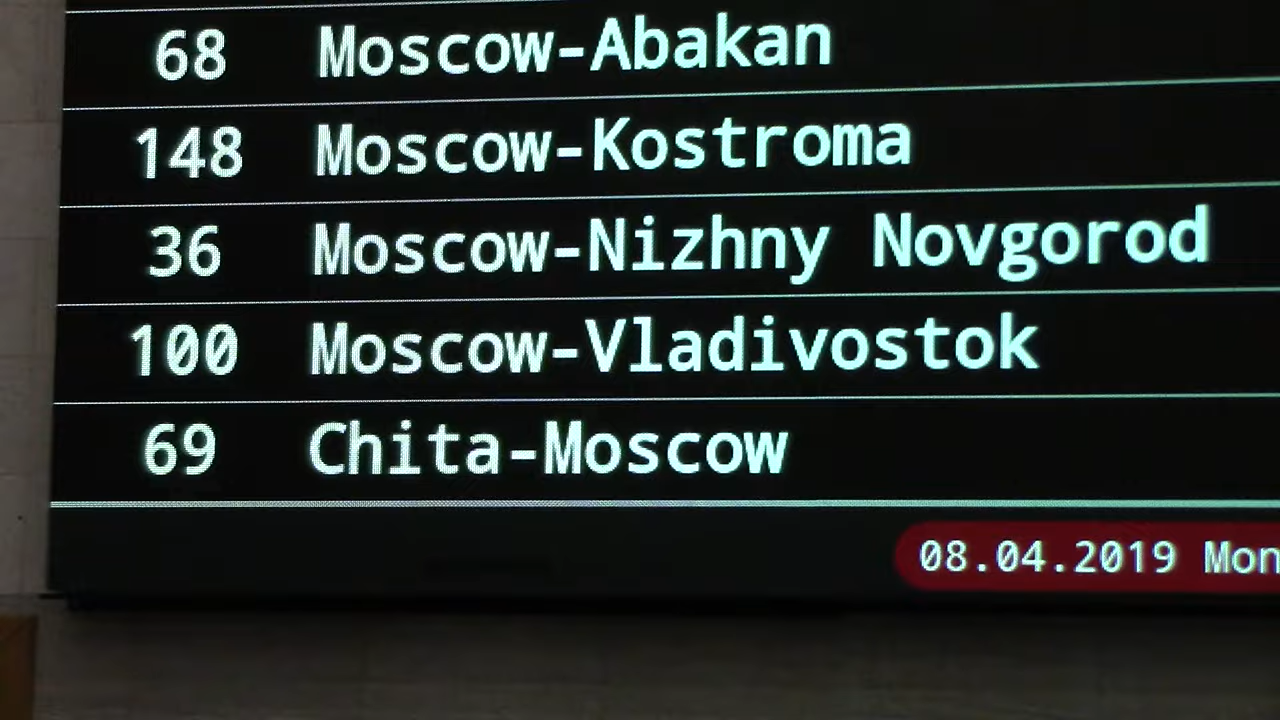 68 Moscow-Abakan
148 Moscow-Kostroma
36 Moscow-Nizhny Novgorod
100 Moscow-Vladivostok
69 Chita-Moscow
08.04.2019 Mon